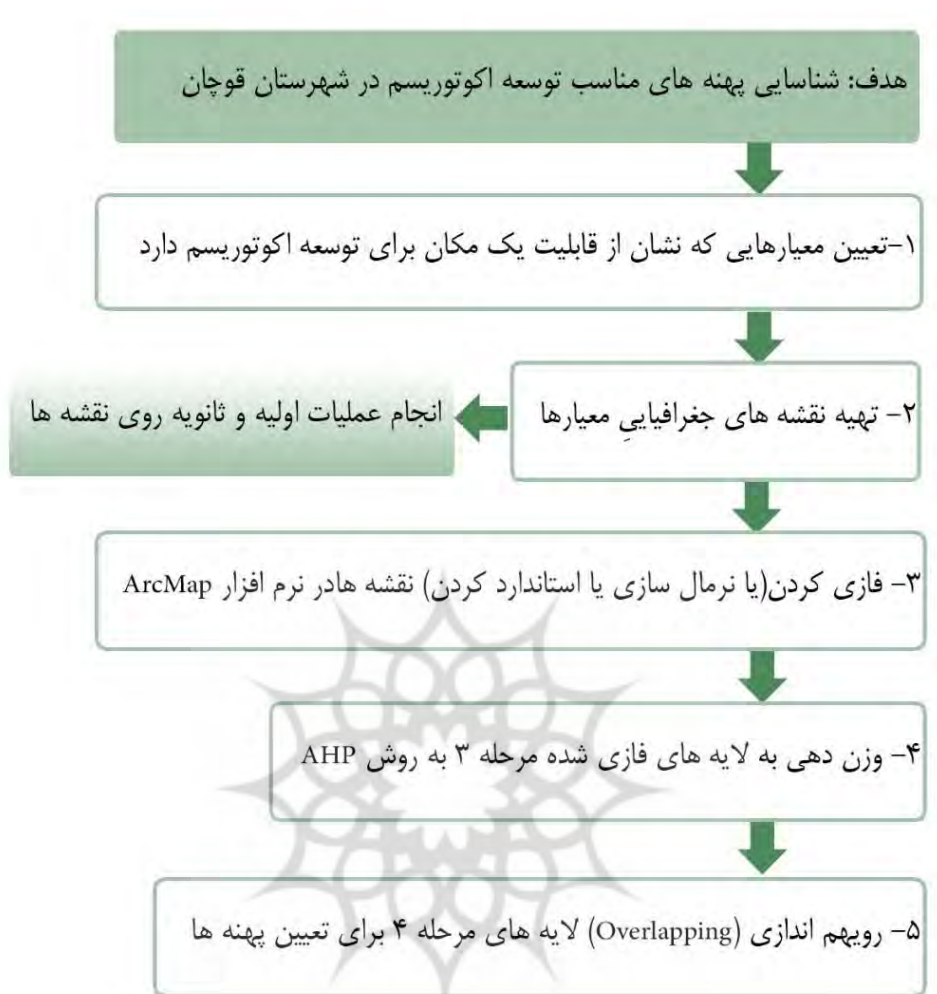 هدف: شناسایی پهنه های مناسب توسعه اکوتوریسم در شهرستان قوچان
۱-تعیین معیارهایی که نشان از قابلیت یک مکان برای توسعه اکوتوریسم دارد
۲- تهیه نقشه های جغرافیاییِ معیارها
انجام عملیات اولیه و ثانویه روی نقشه ها
۳- فازی کردن(یا نرمال سازی یا استاندارد کردن) نقشه هادر نرم افزار ArcMap
۴- وزن دهی به لایه های فازی شده مرحله ۳ به روش AHP
۵- رویهم اندازی (Overlapping) لایه های مرحله ۴ برای تعیین پهنه ها